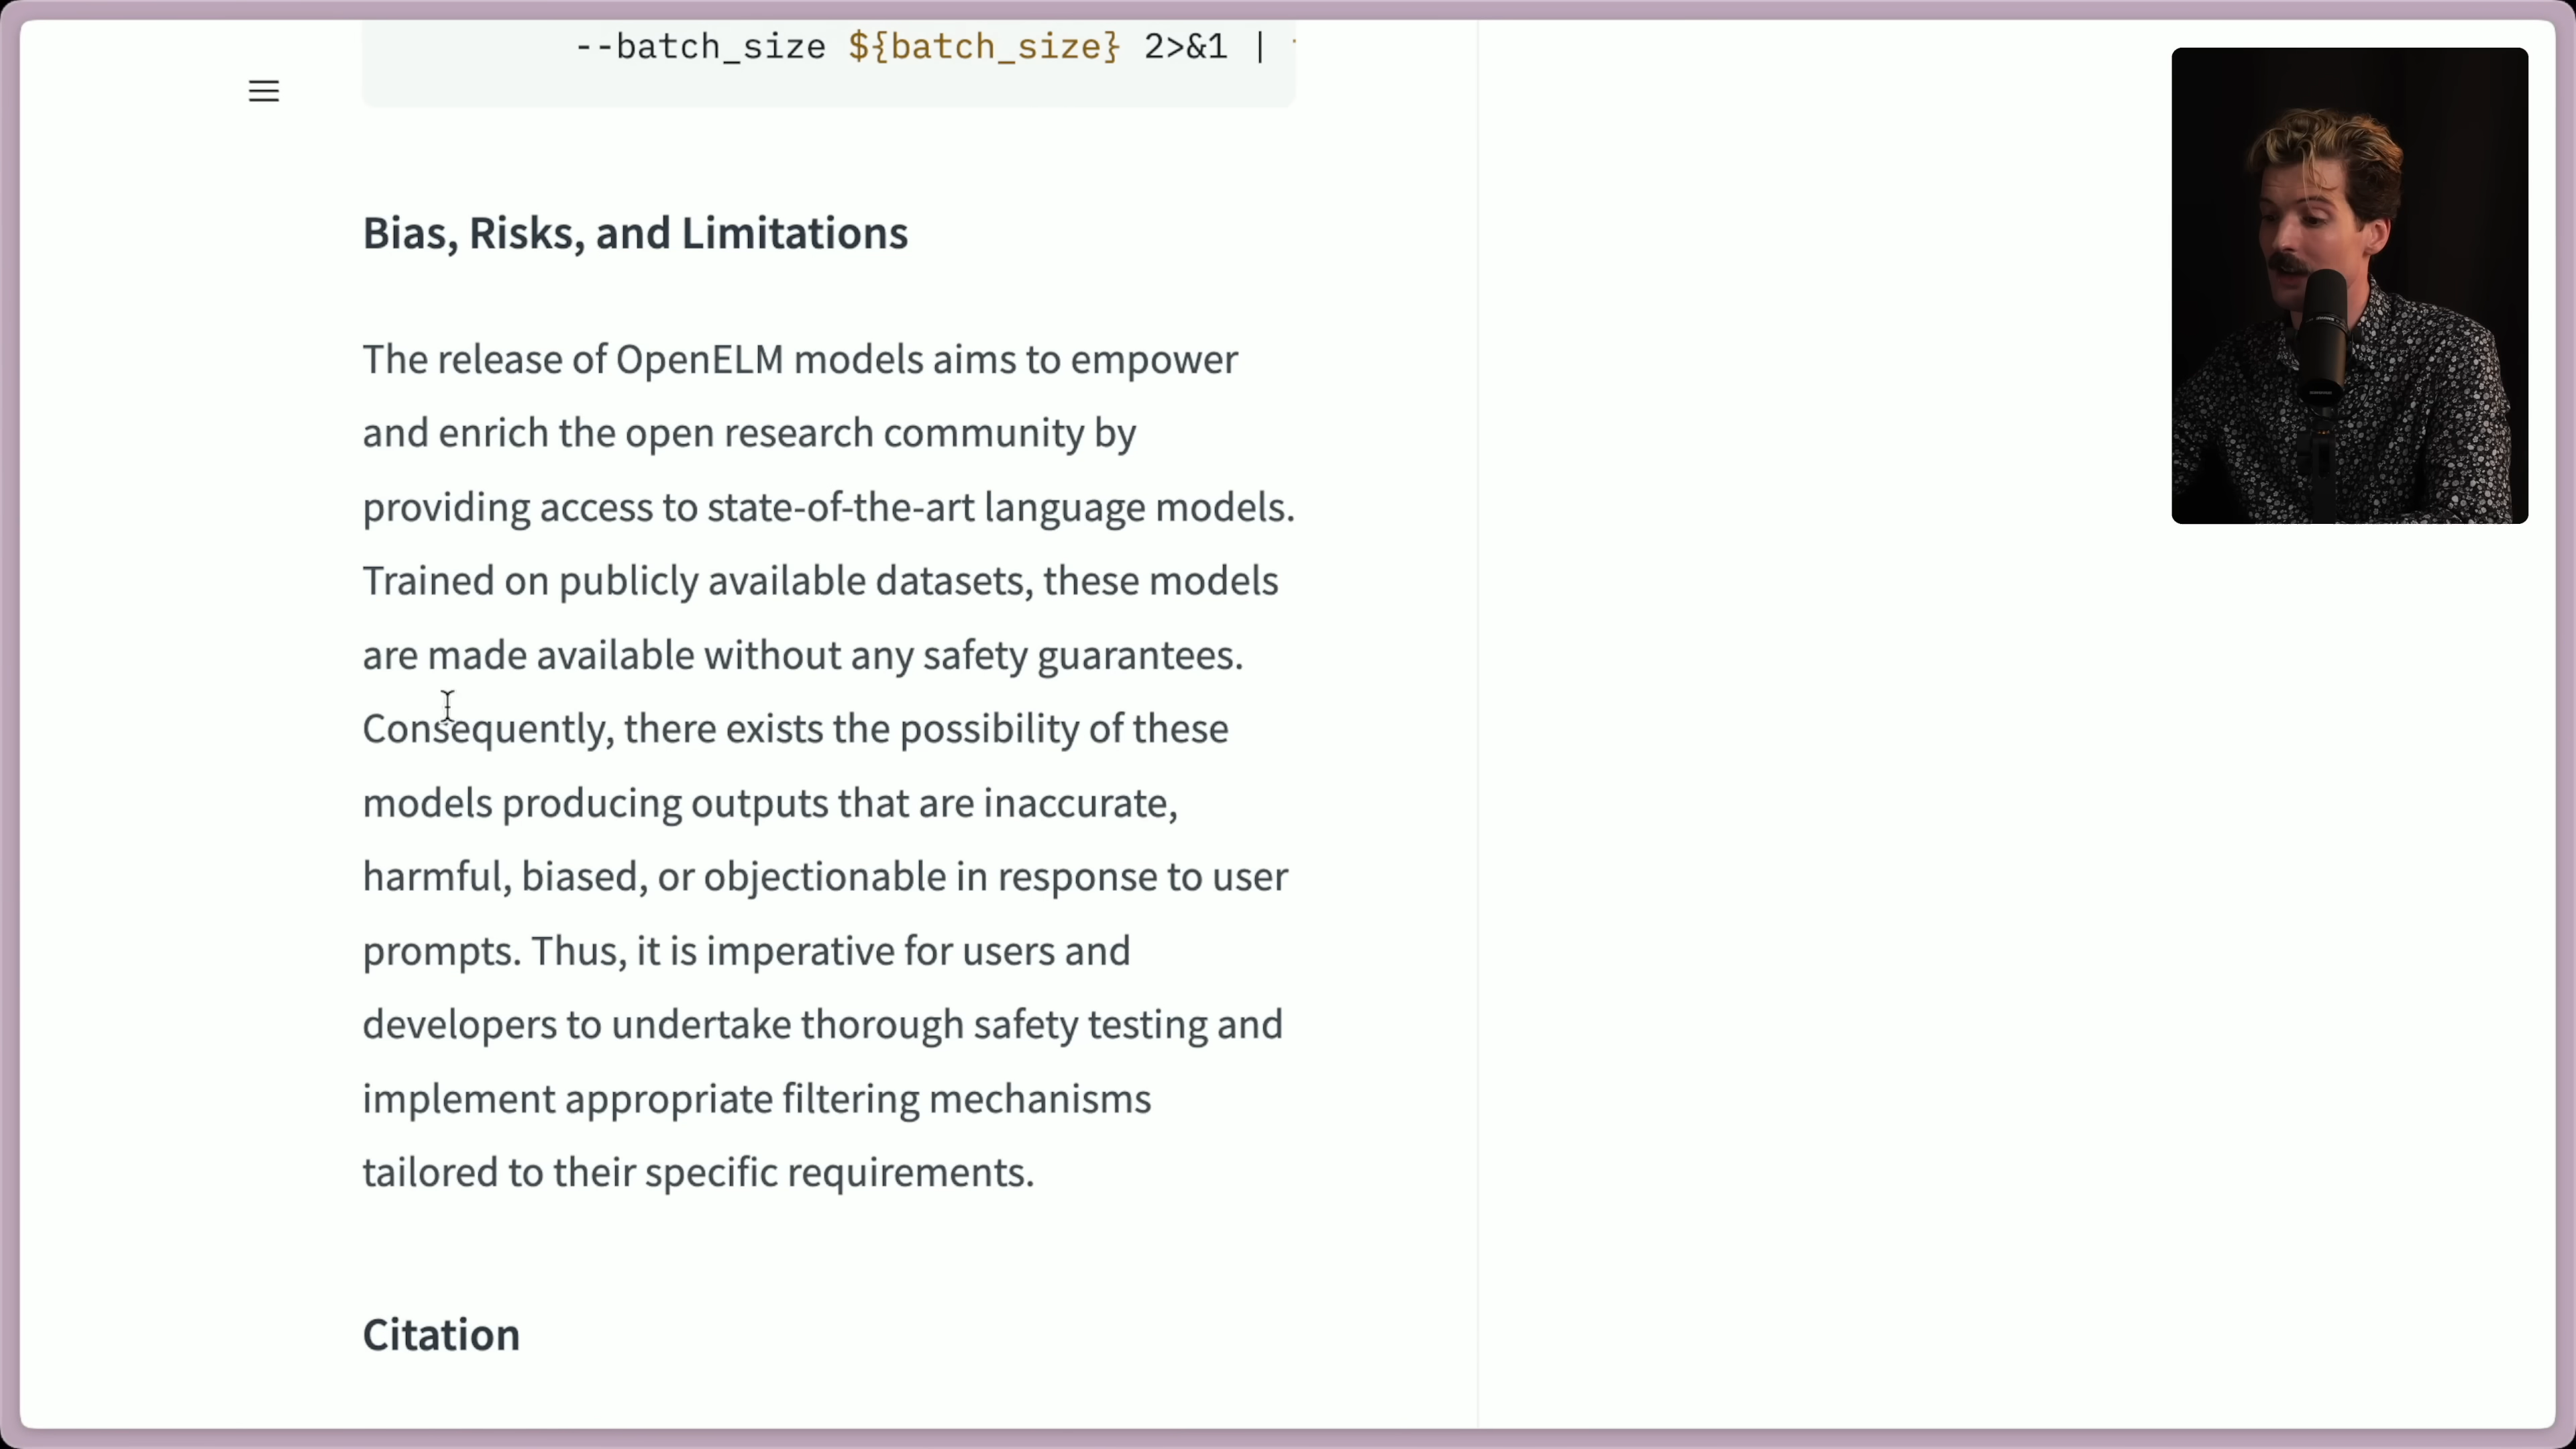 --batch_size ${batch_size} 2>&1 |
Bias, Risks, and Limitations
The release of OpenELM models aims to empower
and enrich the open research community by
providing access to state-of-the-art language models.
Trained on publicly available datasets, these models
are made available without any safety guarantees.
Consequently, there exists the possibility of these
models producing outputs that are inaccurate,
harmful, biased, or objectionable in response to user
prompts. Thus, it is imperative for users and
developers to undertake thorough safety testing and
implement appropriate filtering mechanisms
tailored to their specific requirements.
Citation